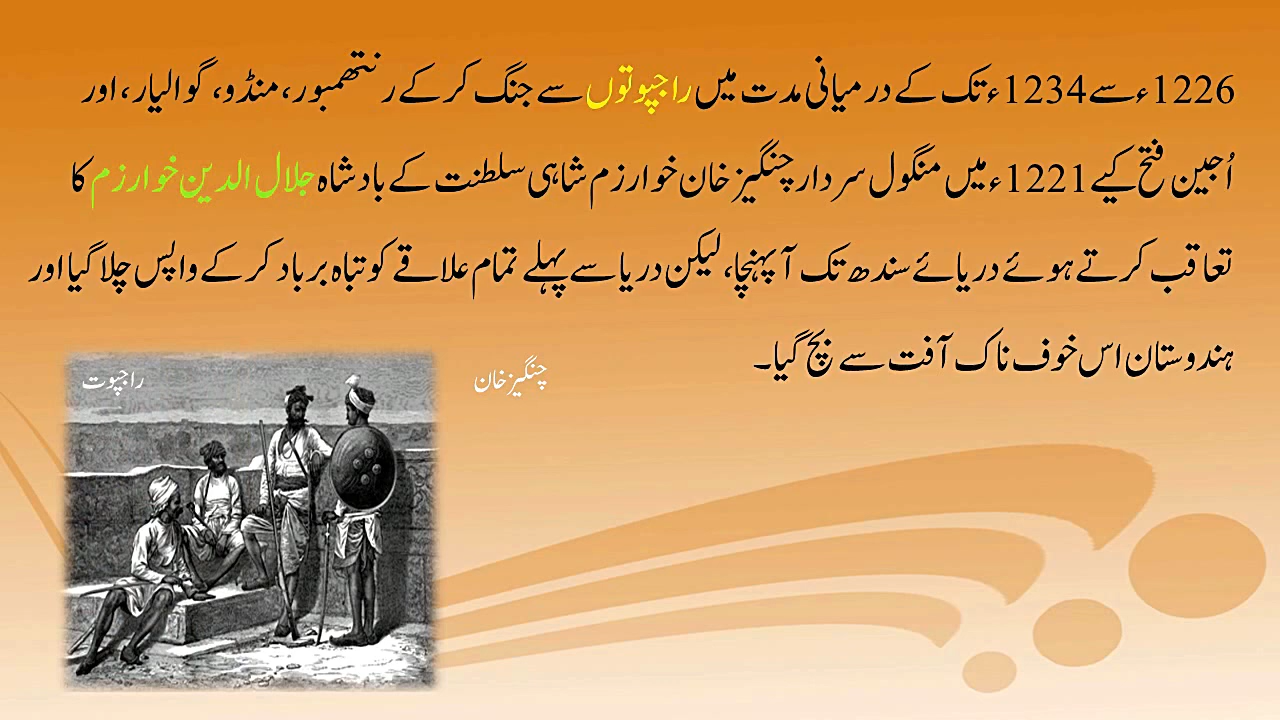 1226ء سے 1234ء تک کے درمیانی مدت میں راجپوتوں سے جنگ کر کے رنتھمبور، منڈو، گوالیار، اور
اُجین فتح کیے 1221ء میں منگول سردار چنگیز خان خوارزم شاہی سلطنت کے بادشاہ جلال الدین خوارزم کا
تعاقب کرتے ہوئے دریائے سندھ تک آ پہنچا، لیکن دریا سے پہلے تمام علاقے کو تباہ برباد کر کے واپس چلا گیا اور
ہندوستان اس خوف ناک آفت سے بچ گیا۔
چنگیز خان
راجپوت